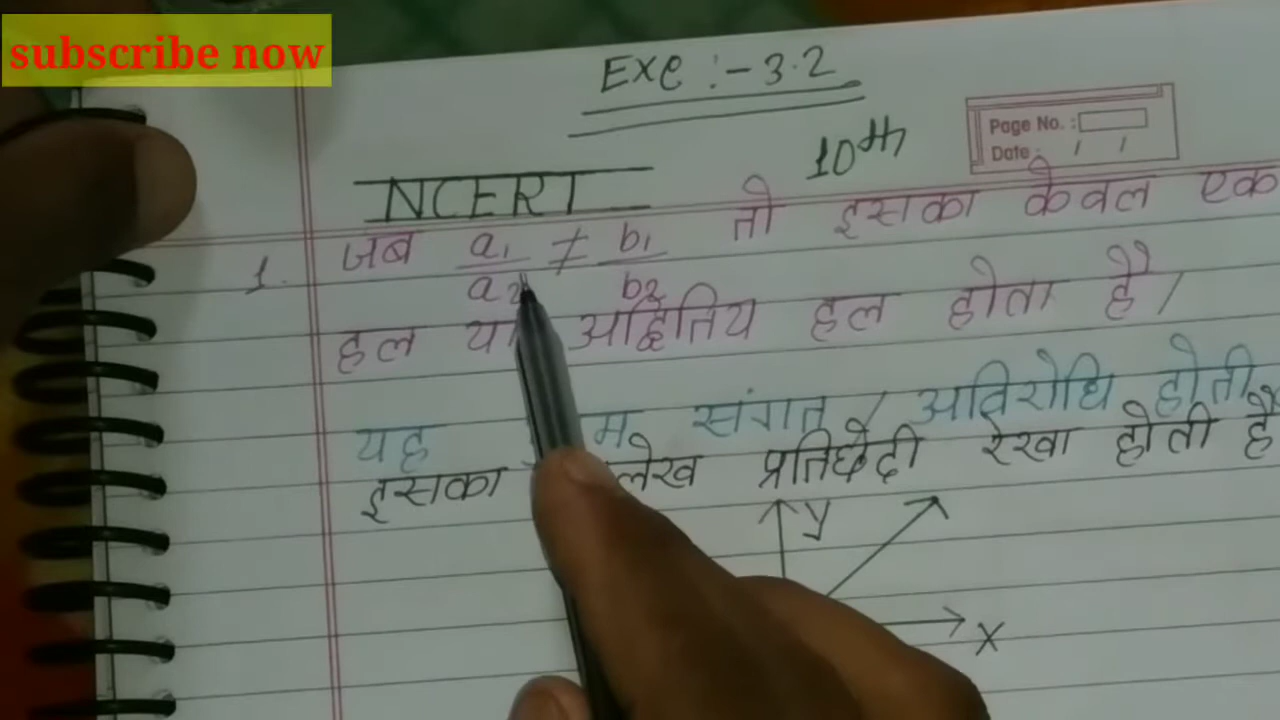 subscribe now
Exe :- 3.2
10th
Page No. :
Date : / /
NCERT
1. जब a₁/a₂ ≠ b₁/b₂ तो इसका केवल एक
हल या अद्वितिय हल होता है।
यह संगत / अविरोधि होती
इसका प्रतिछेदी रेखा होती है
y
X